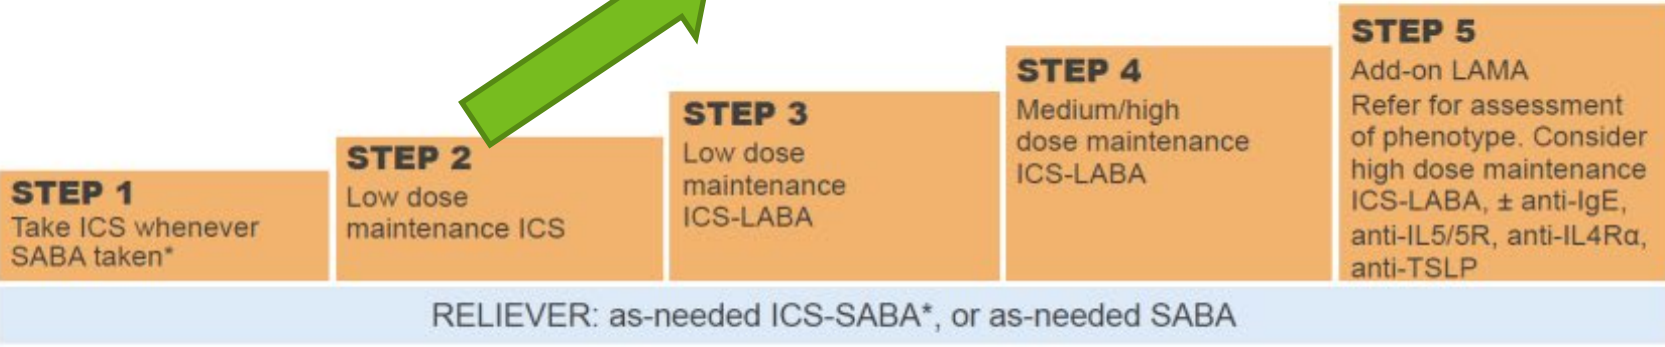 STEP 1
Take ICS whenever
SABA taken*
STEP 2
Low dose
maintenance ICS
STEP 3
Low dose
maintenance
ICS-LABA
STEP 4
Medium/high
dose maintenance
ICS-LABA
STEP 5
Add-on LAMA
Refer for assessment
of phenotype. Consider
high dose maintenance
ICS-LABA, ± anti-IgE,
anti-IL5/5R, anti-IL4Rα,
anti-TSLP
RELIEVER: as-needed ICS-SABA*, or as-needed SABA